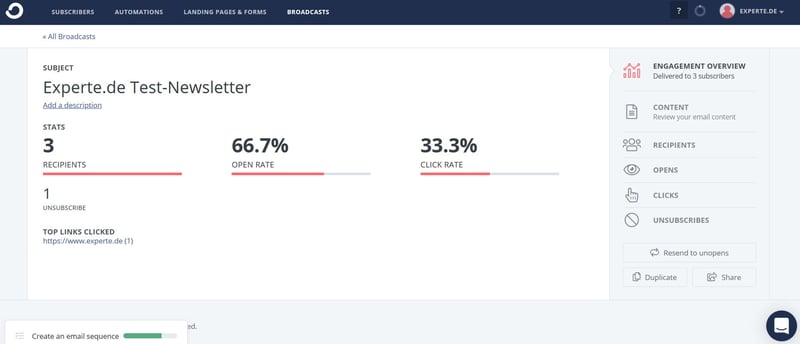 SUBSCRIBERS AUTOMATIONS LANDING PAGES & FORMS BROADCASTS ? EXPERTE.DE
« All Broadcasts
SUBJECT
Experte.de Test-Newsletter
Add a description
STATS
3 66.7% 33.3%
RECIPIENTS OPEN RATE CLICK RATE
1
UNSUBSCRIBE
TOP LINKS CLICKED
https://www.experte.de (1)
ENGAGEMENT OVERVIEW
Delivered to 3 subscribers
CONTENT
Review your email content
RECIPIENTS
OPENS
CLICKS
UNSUBSCRIBES
Resend to unopens
Duplicate Share
ed.
Create an email sequence